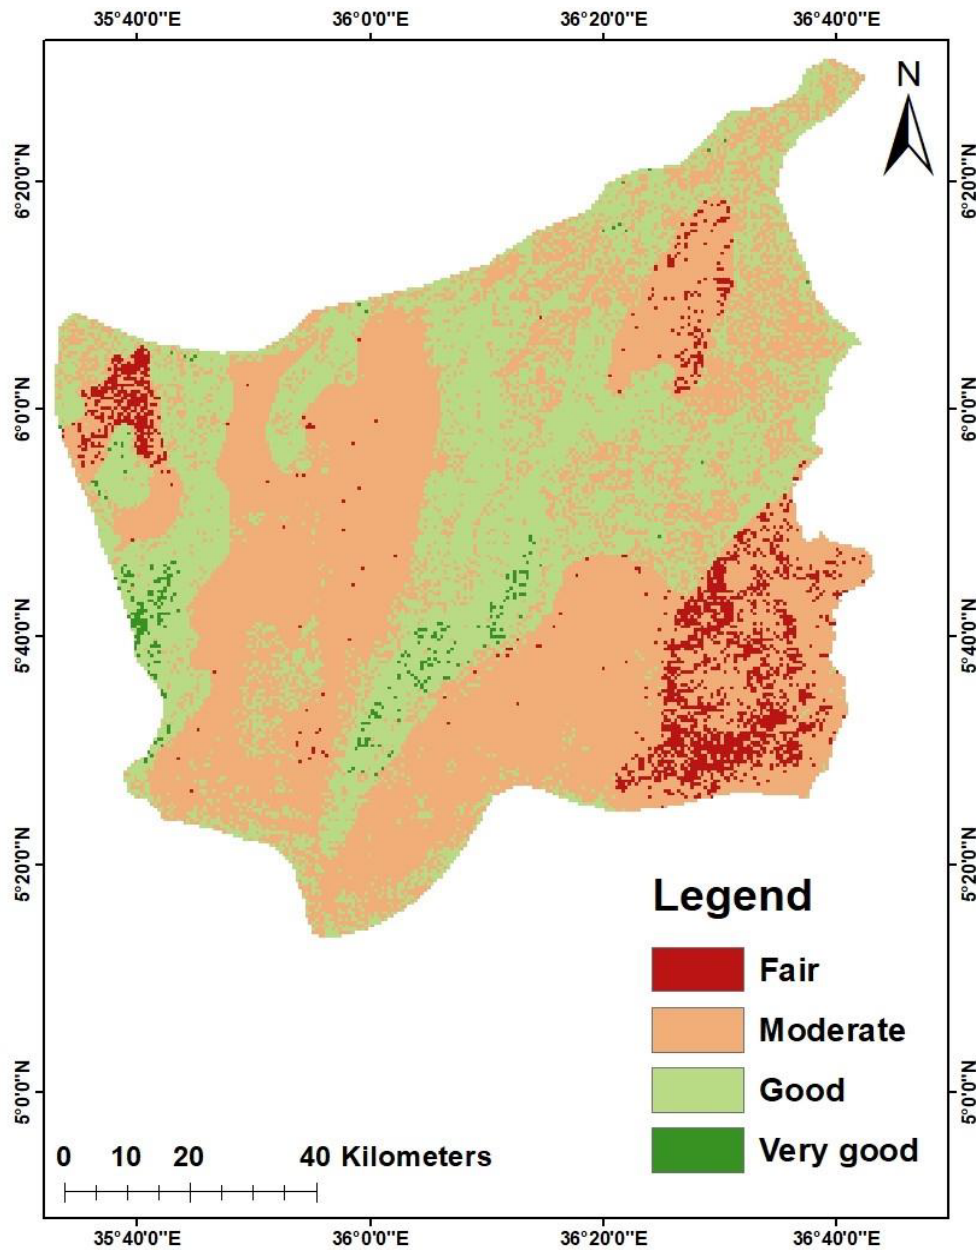 35°40'0"E 36°0'0"E 36°20'0"E 36°40'0"E
N
6°20'0"N 6°20'0"N
6°0'0"N 6°0'0"N
5°40'0"N 5°40'0"N
5°20'0"N 5°20'0"N
Legend
Fair
Moderate
5°0'0"N 5°0'0"N
Good
Very good
0 10 20 40 Kilometers
35°40'0"E 36°0'0"E 36°20'0"E 36°40'0"E